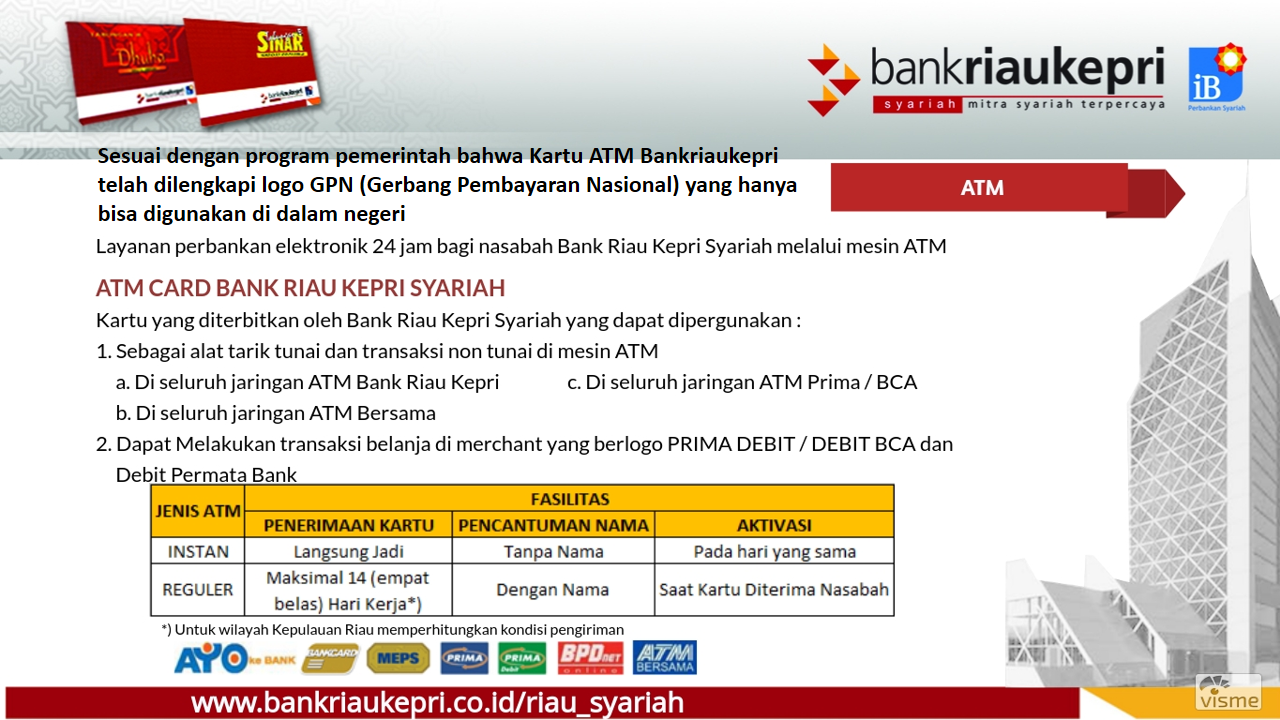 Dhuha
SINAR
bankriaukepri
syariah mitra syariah terpercaya
iB
Perbankan Syariah
Sesuai dengan program pemerintah bahwa Kartu ATM Bankriaukepri
telah dilengkapi logo GPN (Gerbang Pembayaran Nasional) yang hanya
bisa digunakan di dalam negeri
ATM
Layanan perbankan elektronik 24 jam bagi nasabah Bank Riau Kepri Syariah melalui mesin ATM
ATM CARD BANK RIAU KEPRI SYARIAH
Kartu yang diterbitkan oleh Bank Riau Kepri Syariah yang dapat dipergunakan :
1. Sebagai alat tarik tunai dan transaksi non tunai di mesin ATM
a. Di seluruh jaringan ATM Bank Riau Kepri c. Di seluruh jaringan ATM Prima / BCA
b. Di seluruh jaringan ATM Bersama
2. Dapat Melakukan transaksi belanja di merchant yang berlogo PRIMA DEBIT / DEBIT BCA dan
Debit Permata Bank
JENIS ATM FASILITAS
PENERIMAAN KARTU PENCANTUMAN NAMA AKTIVASI
INSTAN Langsung Jadi Tanpa Nama Pada hari yang sama
REGULER Maksimal 14 (empat belas) Hari Kerja*) Dengan Nama Saat Kartu Diterima Nasabah
*) Untuk wilayah Kepulauan Riau memperhitungkan kondisi pengiriman
AYO ke BANK BANKCARD MEPS PRIMA PRIMA Debit BPD net online ATM BERSAMA
www.bankriaukepri.co.id/riau_syariah
visme